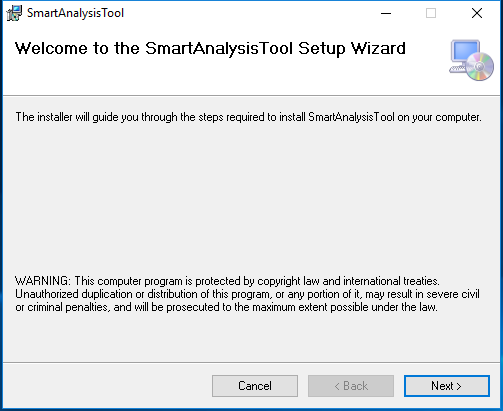 SmartAnalysisTool
Welcome to the SmartAnalysisTool Setup Wizard
The installer will guide you through the steps required to install SmartAnalysisTool on your computer.
WARNING: This computer program is protected by copyright law and international treaties.
Unauthorized duplication or distribution of this program, or any portion of it, may result in severe civil
or criminal penalties, and will be prosecuted to the maximum extent possible under the law.
Cancel < Back Next >